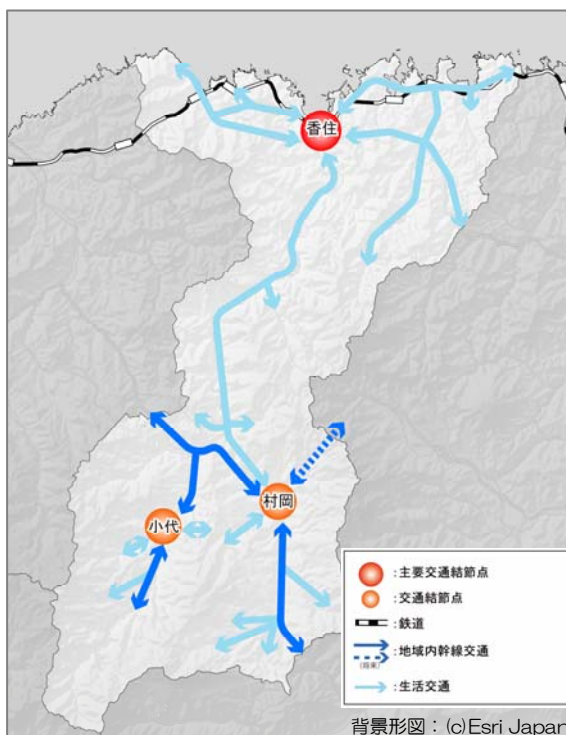 香住
村岡
小代
:主要交通結節点
:交通結節点
:鉄道
:地域内幹線交通
(将来)
:生活交通
背景形図：(c)Esri Japan